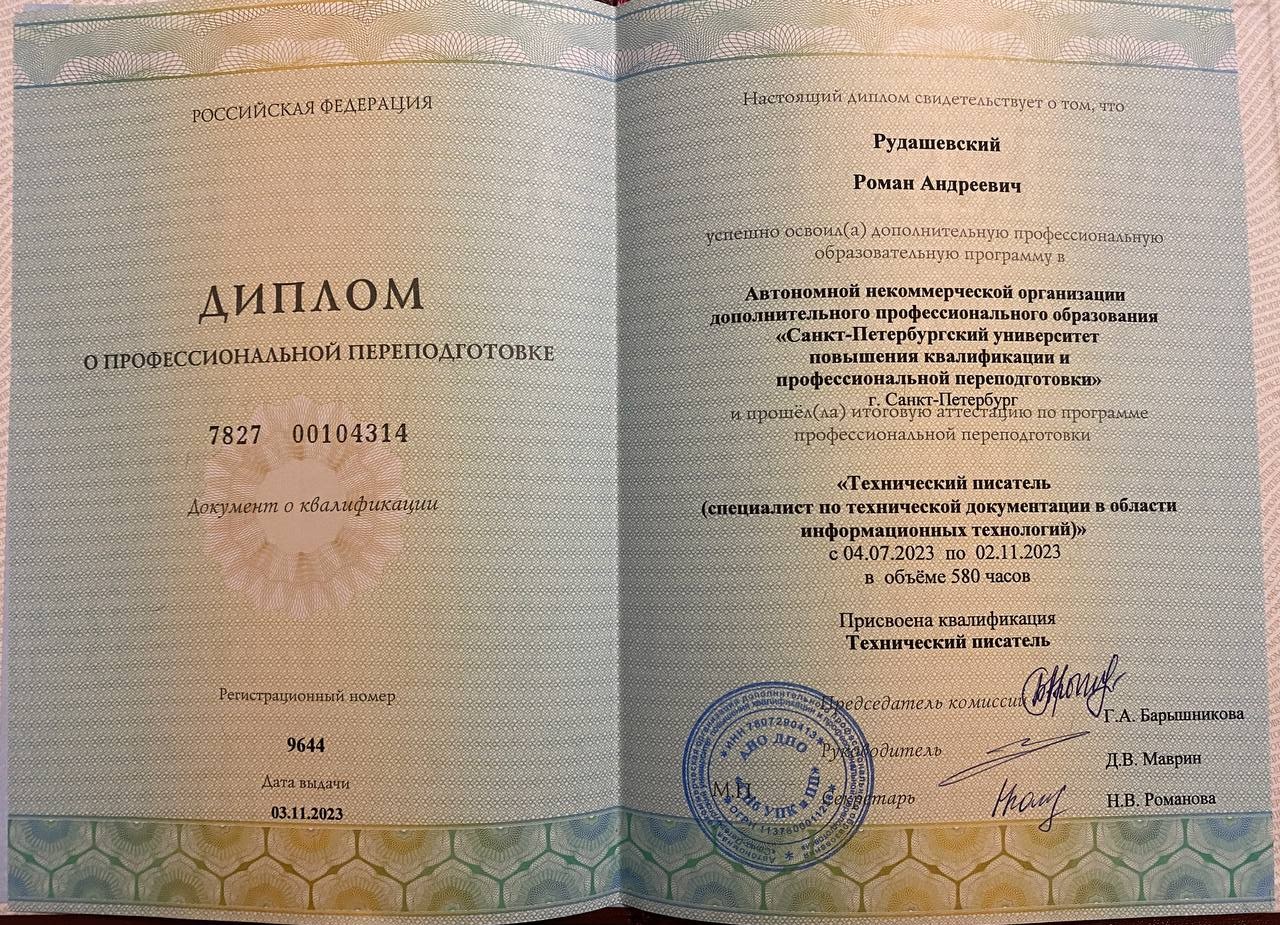 РОССИЙСКАЯ ФЕДЕРАЦИЯ
ДИПЛОМ
О ПРОФЕССИОНАЛЬНОЙ ПЕРЕПОДГОТОВКЕ
7827 00104314
Документ о квалификации
Регистрационный номер
9644
Дата выдачи
03.11.2023
Настоящий диплом свидетельствует о том, что
Рудашевский
Роман Андреевич
успешно освоил(а) дополнительную профессиональную
образовательную программу в
Автономной некоммерческой организации
дополнительного профессионального образования
«Санкт-Петербургский университет
повышения квалификации и
профессиональной переподготовки»
г. Санкт-Петербург
и прошёл(ла) итоговую аттестацию по программе
профессиональной переподготовки
«Технический писатель
(специалист по технической документации в области
информационных технологий)»
с 04.07.2023 по 02.11.2023
в объёме 580 часов
Присвоена квалификация
Технический писатель
Председатель комиссии
Г.А. Барышникова
Руководитель
Д.В. Маврин
М.П.
Секретарь
Н.В. Романова
ИНН 7807290413
АНО ДПО
УПК и ПП»
ОГРН